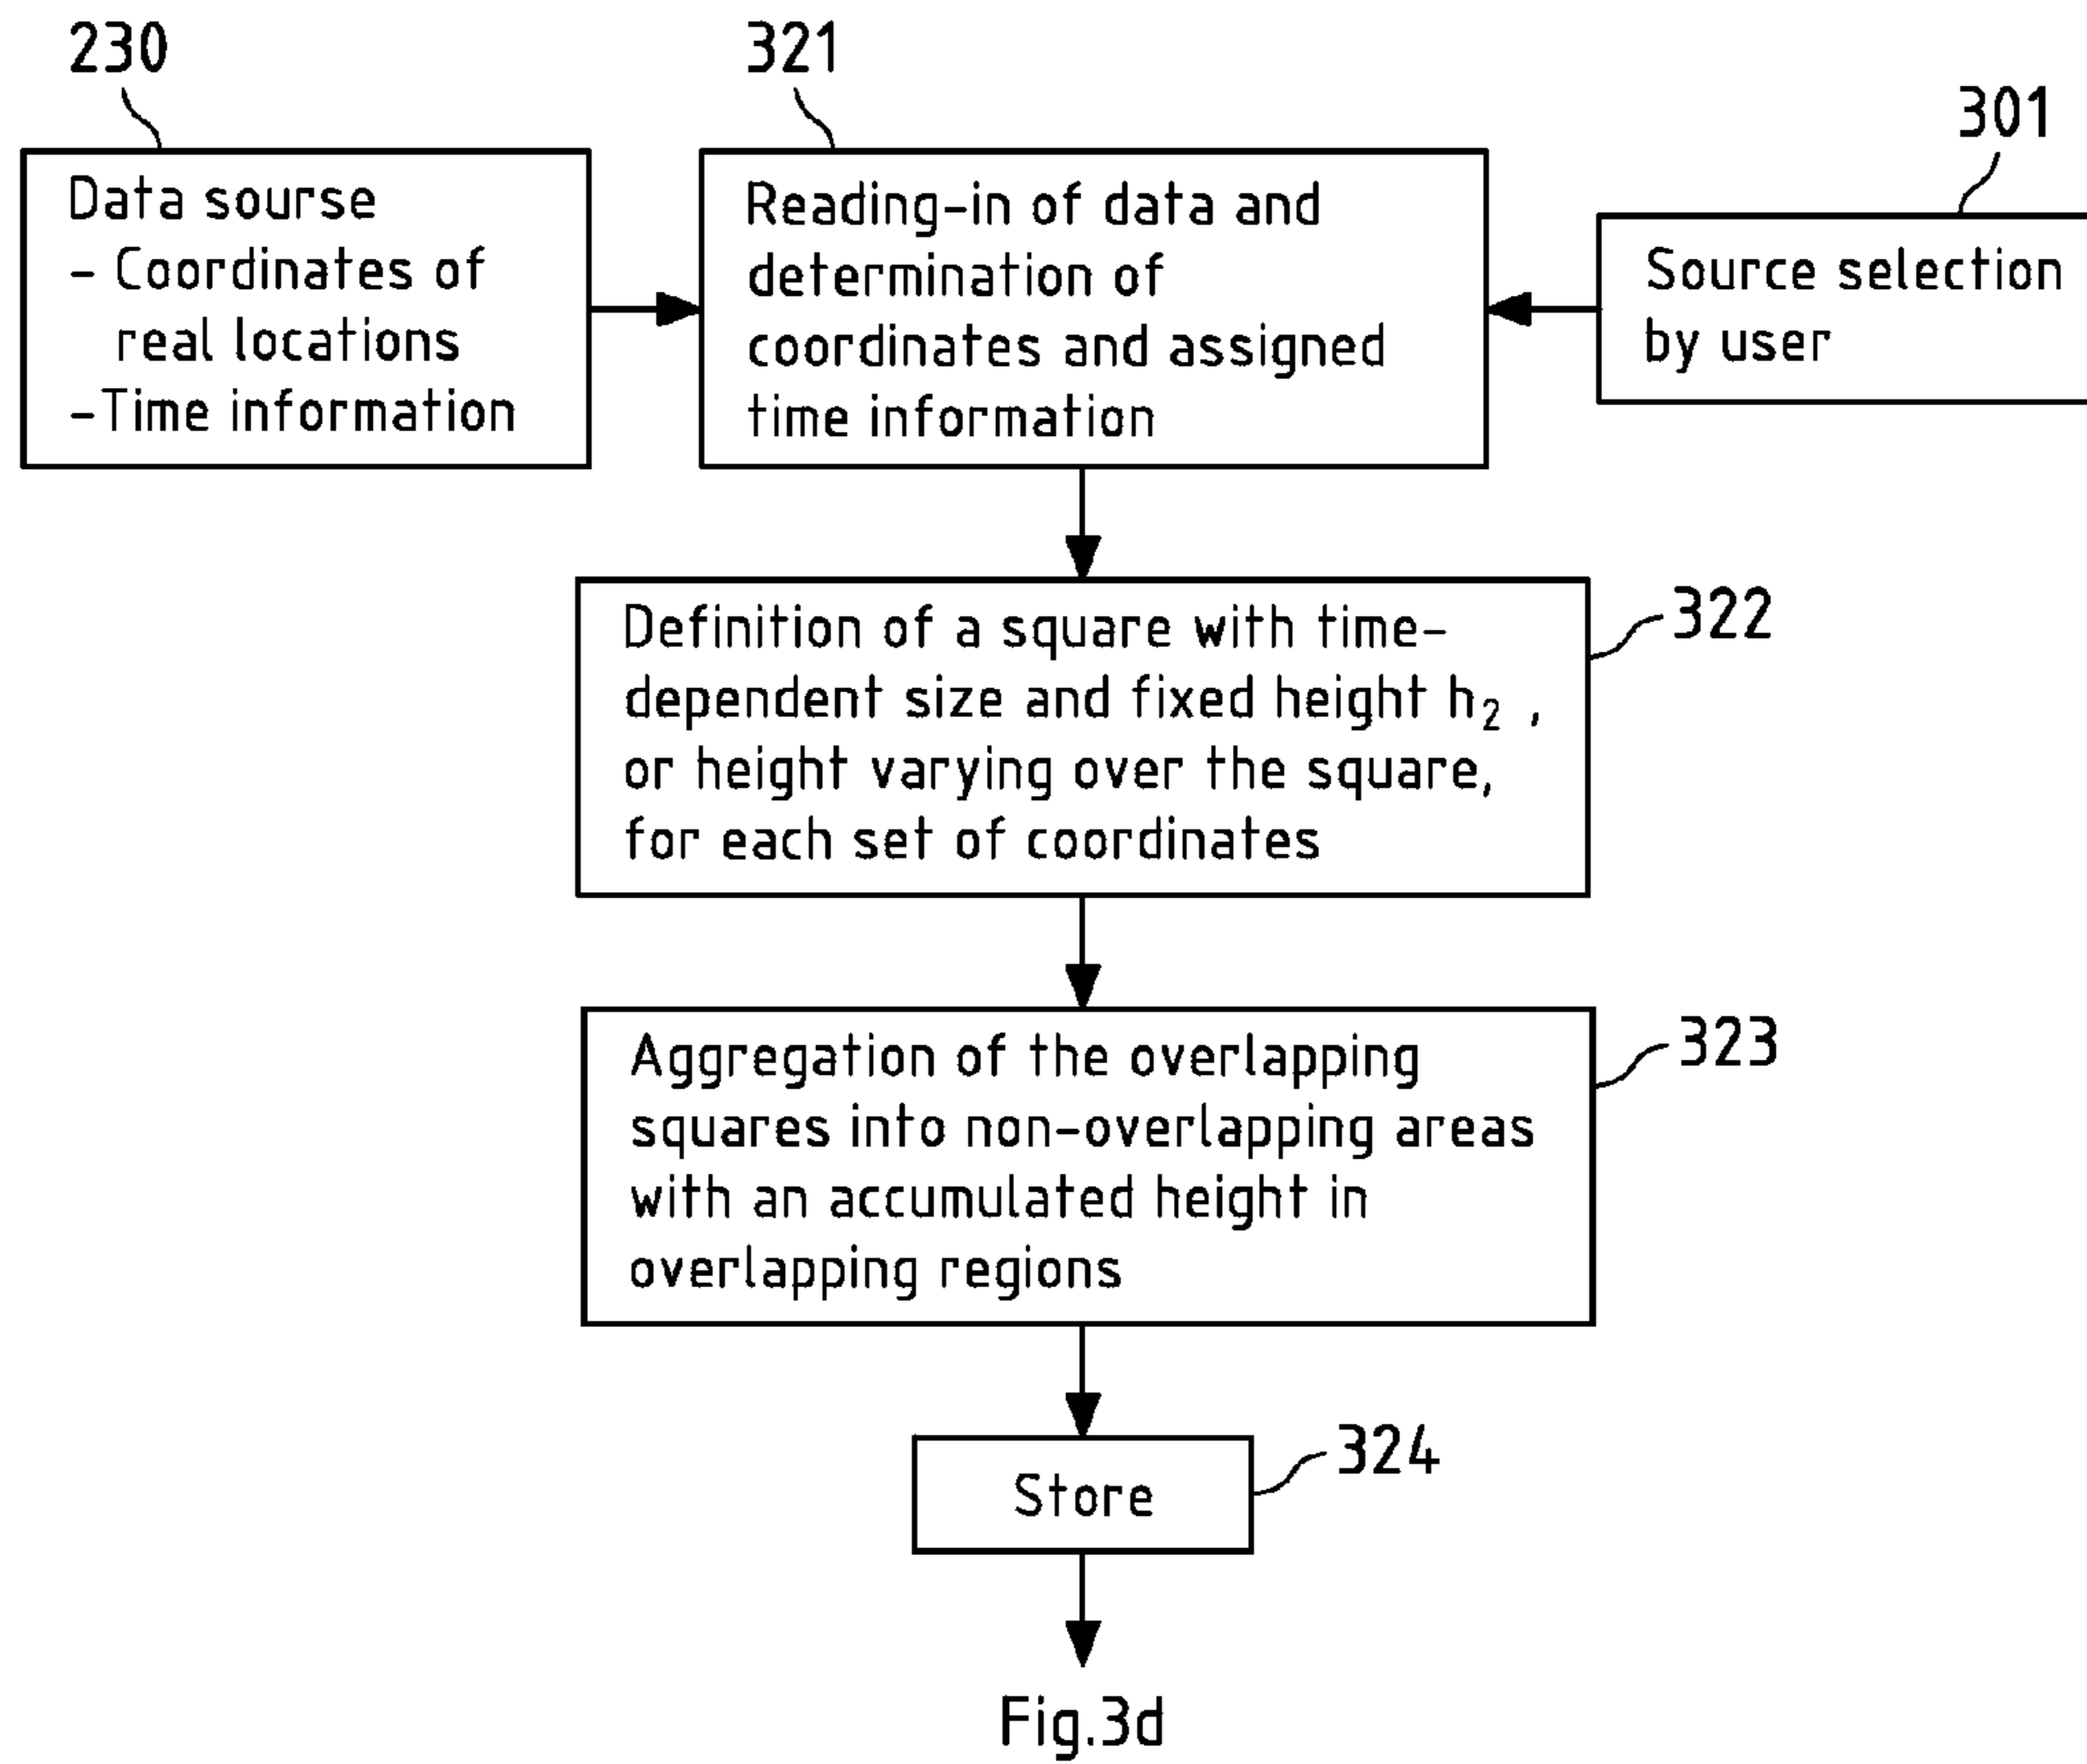 230
321
301
Data sourse
- Coordinates of
real locations
-Time information
Reading-in of data and
determination of
coordinates and assigned
time information
Source selection
by user
322
Definition of a square with time-
dependent size and fixed height h₂ ,
or height varying over the square,
for each set of coordinates
323
Aggregation of the overlapping
squares into non-overlapping areas
with an accumulated height in
overlapping regions
324
Store
Fig.3d